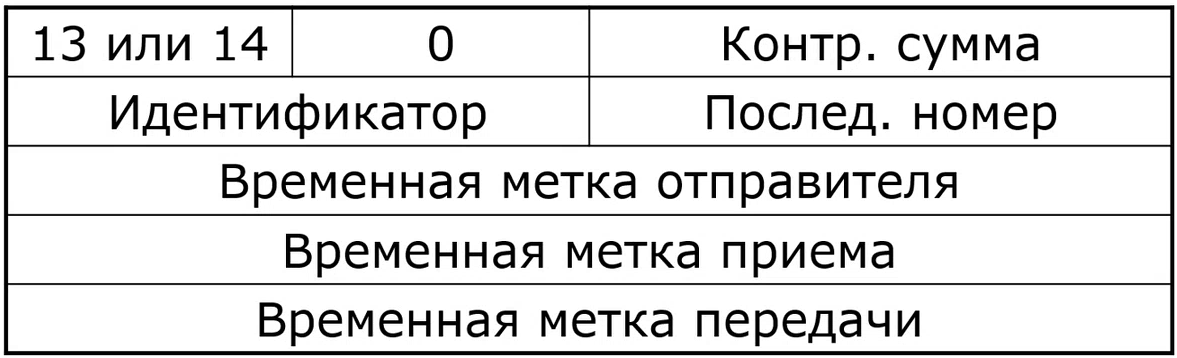 13 или 14 0 Контр. сумма
Идентификатор Послед. номер
Временная метка отправителя
Временная метка приема
Временная метка передачи